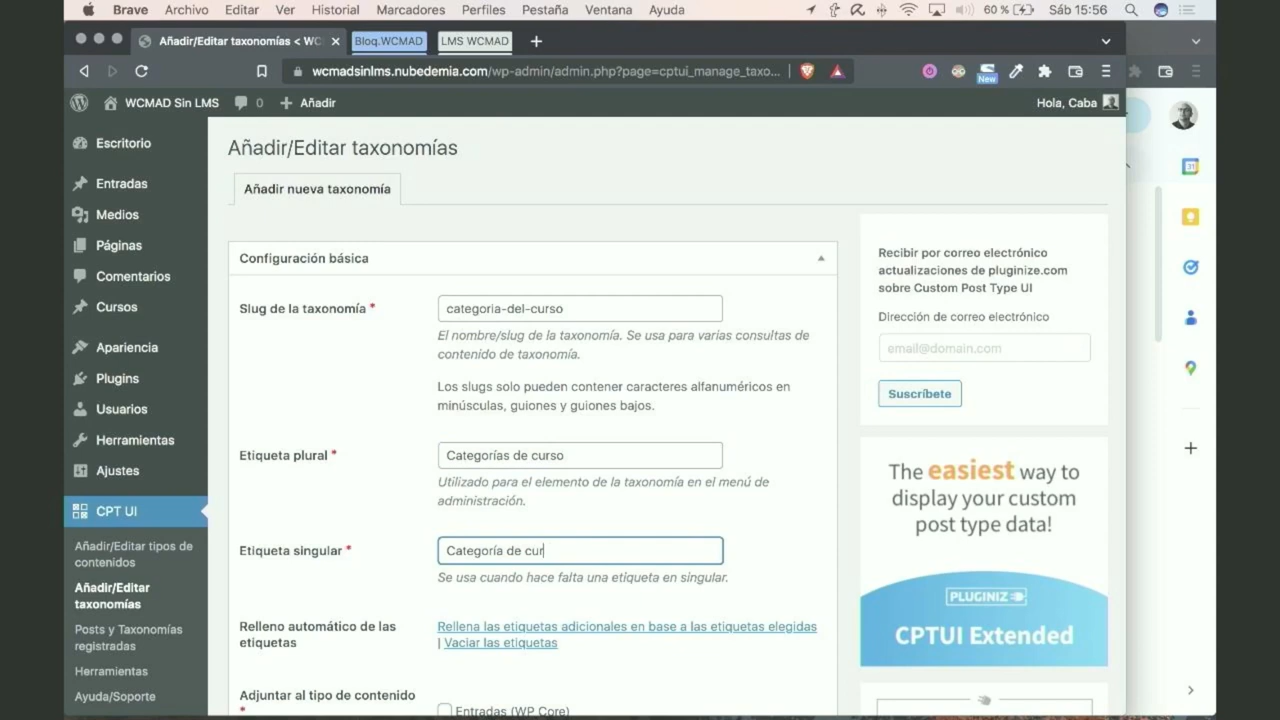 Brave Archivo Editar Ver Historial Marcadores Perfiles Pestaña Ventana Ayuda 60 % Sáb 15:56
Añadir/Editar taxonomías < WC Bloq.WCMAD LMS WCMAD
wcmadsinlms.nubedemia.com/wp-admin/admin.php?page=cptui_manage_taxo...
New
WCMAD Sin LMS 0 Añadir Hola, Caba
Escritorio
Entradas
Medios
Páginas
Comentarios
Cursos
Apariencia
Plugins
Usuarios
Herramientas
Ajustes
CPT UI
Añadir/Editar tipos de
contenidos
Añadir/Editar
taxonomías
Posts y Taxonomías
registradas
Herramientas
Ayuda/Soporte
Añadir/Editar taxonomías
Añadir nueva taxonomía
Configuración básica
Slug de la taxonomía *
categoria-del-curso
El nombre/slug de la taxonomía. Se usa para varias consultas de
contenido de taxonomía.
Los slugs solo pueden contener caracteres alfanuméricos en
minúsculas, guiones y guiones bajos.
Etiqueta plural *
Categorías de curso
Utilizado para el elemento de la taxonomía en el menú de
administración.
Etiqueta singular *
Categoría de cur
Se usa cuando hace falta una etiqueta en singular.
Relleno automático de las
etiquetas
Rellena las etiquetas adicionales en base a las etiquetas elegidas
| Vaciar las etiquetas
Adjuntar al tipo de contenido
*
Entradas (WP Core)
Recibir por correo electrónico
actualizaciones de pluginize.com
sobre Custom Post Type UI
Dirección de correo electrónico
email@domain.com
Suscríbete
The easiest way to
display your custom
post type data!
PLUGINIZ
CPTUI Extended
31